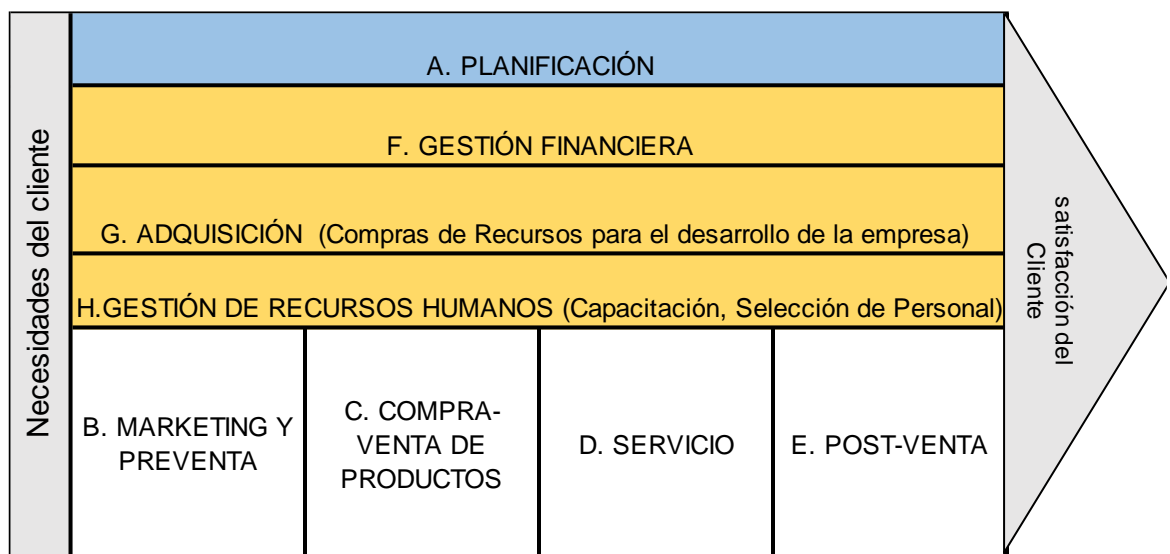 Necesidades del cliente
A. PLANIFICACIÓN
F. GESTIÓN FINANCIERA
G. ADQUISICIÓN (Compras de Recursos para el desarrollo de la empresa)
H.GESTIÓN DE RECURSOS HUMANOS (Capacitación, Selección de Personal)
B. MARKETING Y
PREVENTA
C. COMPRA-
VENTA DE
PRODUCTOS
D. SERVICIO
E. POST-VENTA
satisfacción del
Cliente